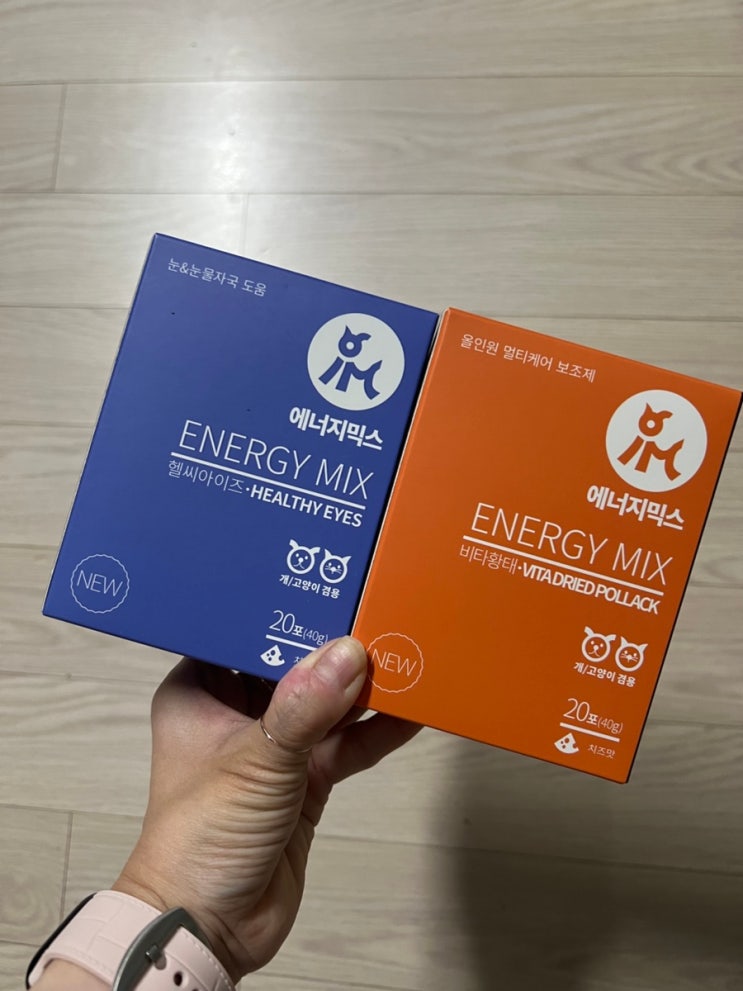 눈&눈물자국 도움
에너지믹스
ENERGY MIX
헬씨아이즈·HEALTHY EYES
개/고양이 겸용
NEW
20포(40g)
올인원 멀티케어 보조제
에너지믹스
ENERGY MIX
비타황태·VITA DRIED POLLACK
개/고양이 겸용
NEW
20포(40g)
치즈맛